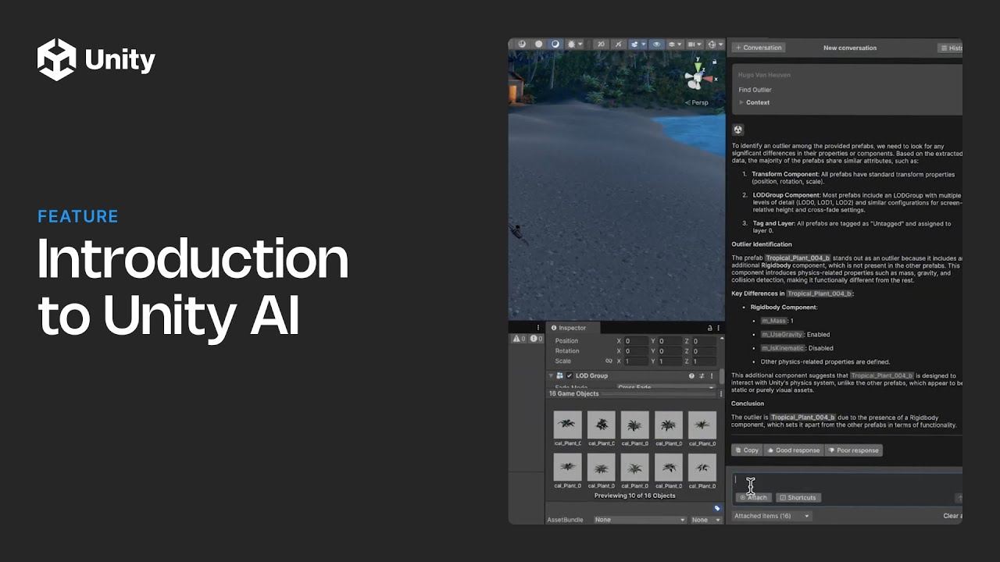 Unity
FEATURE
Introduction
to Unity AI
y
x
z
Persp
+ Conversation
New conversation
Hugo Van Heuven
Find Outlier
Context
To identify an outlier among the provided prefabs, we need to look for any
significant differences in their properties or components. Based on the extracted
data, the majority of the prefabs share similar attributes, such as:
1. Transform Component: All prefabs have standard transform properties
(position, rotation, scale).
2. LODGroup Component: Most prefabs include an LODGroup with multiple
levels of detail (LOD0, LOD1, LOD2) and similar configurations for screen-
relative height and cross-fade settings.
3. Tag and Layer: All prefabs are tagged as "Untagged" and assigned to
layer 0.
Outlier Identification
The prefab Tropical_Plant_004_b stands out as an outlier because it includes
additional Rigidbody component, which is not present in the other prefabs. This
component introduces physics-related properties such as mass, gravity, and
collision detection, making it functionally different from the rest.
Key Differences in Tropical_Plant_004_b:
• Rigidbody Component:
• m_Mass: 1
• m_UseGravity: Enabled
• m_IsKinematic: Disabled
• Other physics-related properties are defined.
This additional component suggests that Tropical_Plant_004_b is designed to
interact with Unity's physics system, unlike the other prefabs, which appear to be
static or purely visual assets.
Conclusion
The outlier is Tropical_Plant_004_b due to the presence of a Rigidbody
component, which sets it apart from the other prefabs in terms of functionality.
Copy Good response Poor response
Attach Shortcuts
Attached items (16) Clear
0 0
Inspector
Position X 0 Y 0 Z 0
Rotation X 0 Y 0 Z 0
Scale X 1 Y 1 Z 1
LOD Group
Fade Mode Cross Fade
16 Game Objects
cal_Plant_0 cal_Plant_0 cal_Plant_0 cal_Plant_0 cal_Plant_0
cal_Plant_0 cal_Plant_0 cal_Plant_0 cal_Plant_0 cal_Plant_0
Previewing 10 of 16 Objects
AssetBundle None None